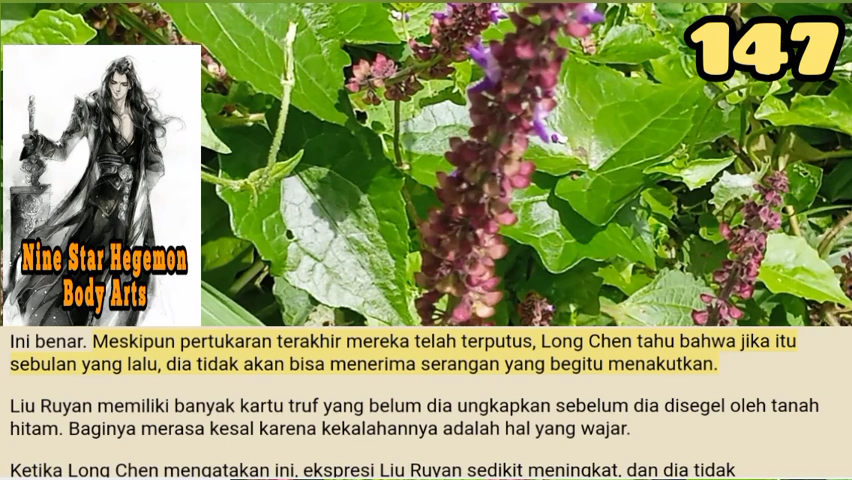 147
Nine Star Hegemon
Body Arts
Ini benar. Meskipun pertukaran terakhir mereka telah terputus, Long Chen tahu bahwa jika itu
sebulan yang lalu, dia tidak akan bisa menerima serangan yang begitu menakutkan.
Liu Ruyan memiliki banyak kartu truf yang belum dia ungkapkan sebelum dia disegel oleh tanah
hitam. Baginya merasa kesal karena kekalahannya adalah hal yang wajar.
Ketika Long Chen mengatakan ini, ekspresi Liu Ruyan sedikit meningkat, dan dia tidak